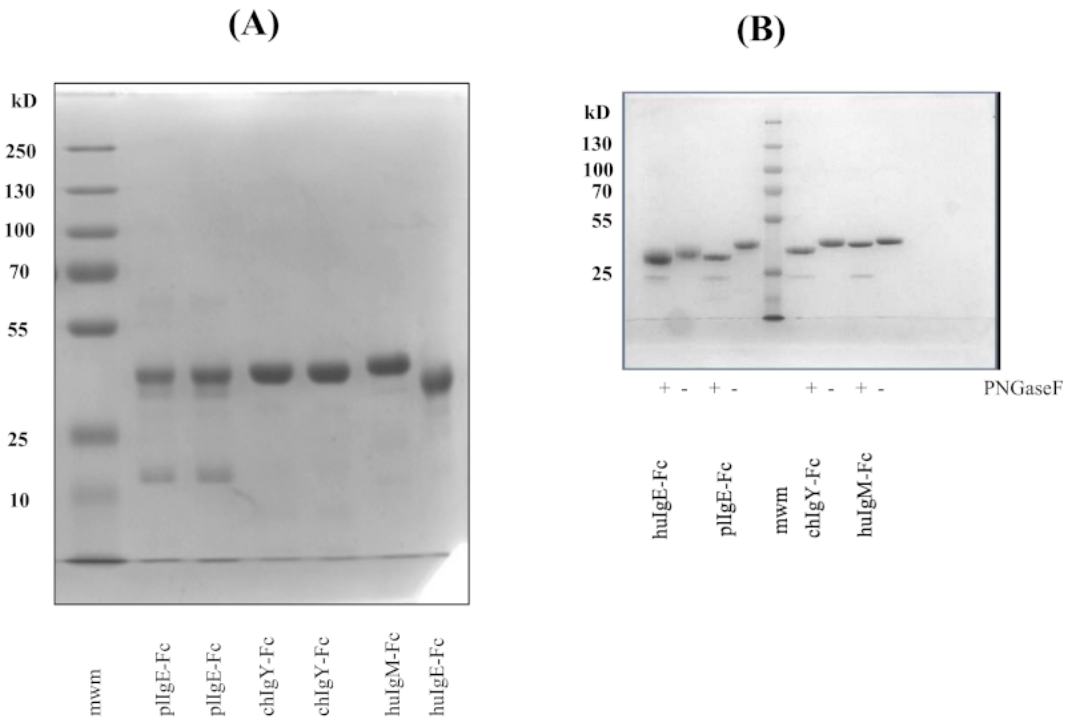 (A)
(B)
kD
250
130
100
70
55
25
10
mwm
plIgE-Fc
plIgE-Fc
chIgY-Fc
chIgY-Fc
huIgM-Fc
huIgE-Fc
kD
130
100
70
55
25
+ - + - + - + - PNGaseF
huIgE-Fc
plIgE-Fc
mwm
chIgY-Fc
huIgM-Fc